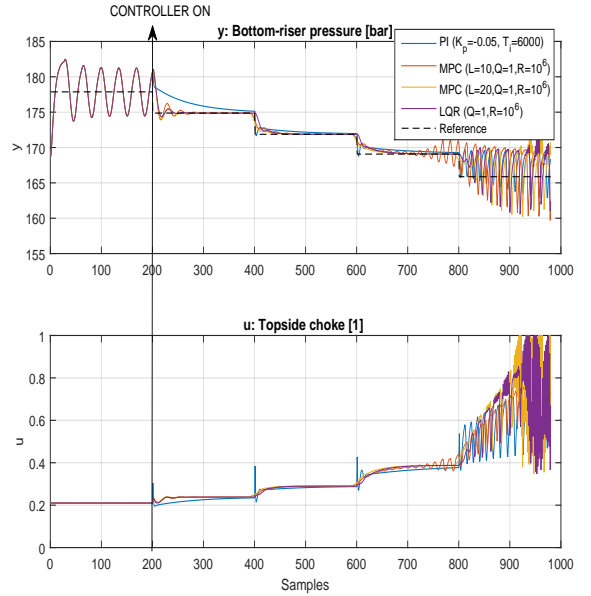 CONTROLLER ON
y: Bottom-riser pressure [bar]
185
180
175
170
165
160
155
y
PI (K_p=-0.05, T_i=6000)
MPC (L=10,Q=1,R=10^6)
MPC (L=20,Q=1,R=10^6)
LQR (Q=1,R=10^6)
Reference
0 100 200 300 400 500 600 700 800 900 1000
u: Topside choke [1]
1
0.8
0.6
0.4
0.2
0
u
0 100 200 300 400 500 600 700 800 900 1000
Samples